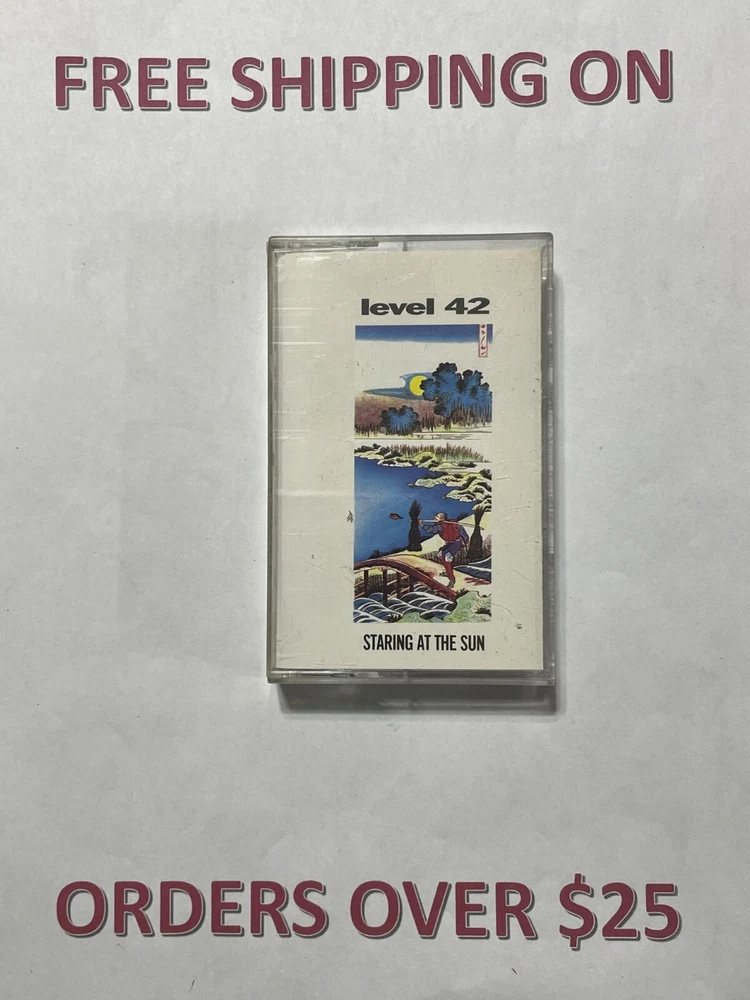 FREE SHIPPING ON
level 42
STARING AT THE SUN
ORDERS OVER $25